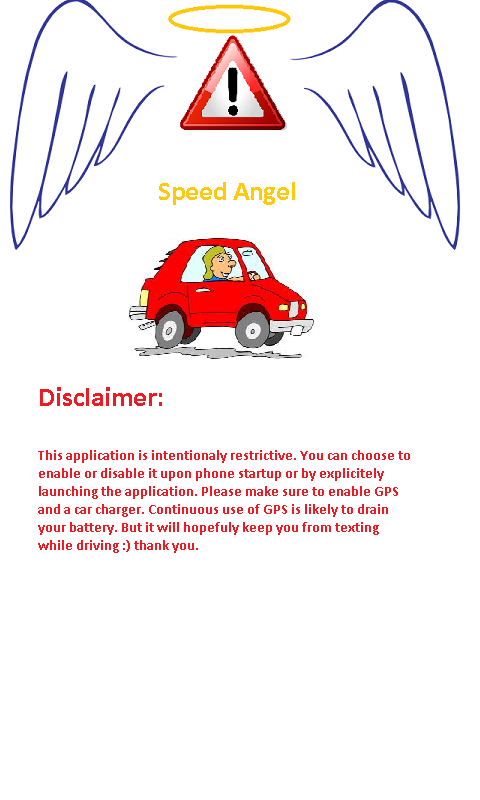 !
Speed Angel
Disclaimer:
This application is intentionaly restrictive. You can choose to
enable or disable it upon phone startup or by explicitely
launching the application. Please make sure to enable GPS
and a car charger. Continuous use of GPS is likely to drain
your battery. But it will hopefuly keep you from texting
while driving :) thank you.